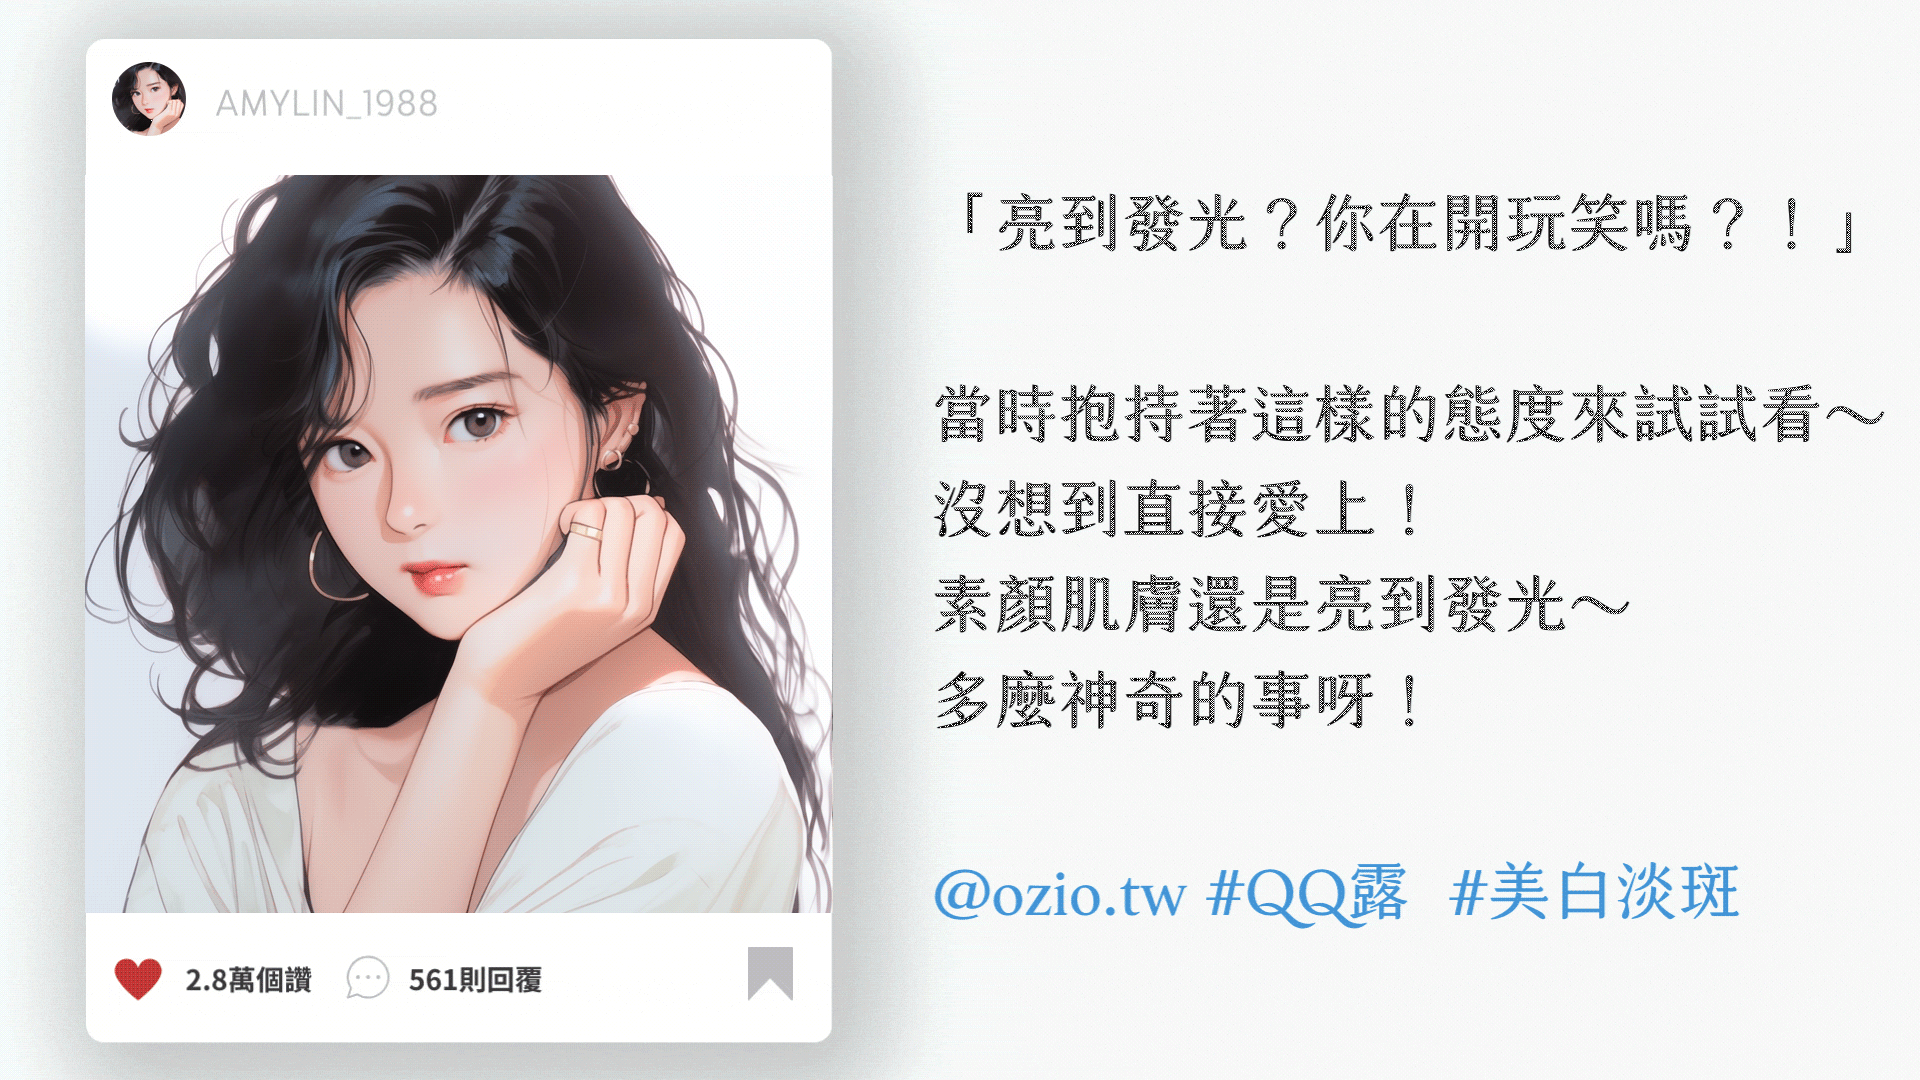 AMYLIN_1988
「亮到發光？你在開玩笑嗎？！」
當時抱持著這樣的態度來試試看～
沒想到直接愛上！
素顏肌膚還是亮到發光～
多麼神奇的事呀！
@ozio.tw #QQ露 #美白淡斑
2.8萬個讚 561則回覆